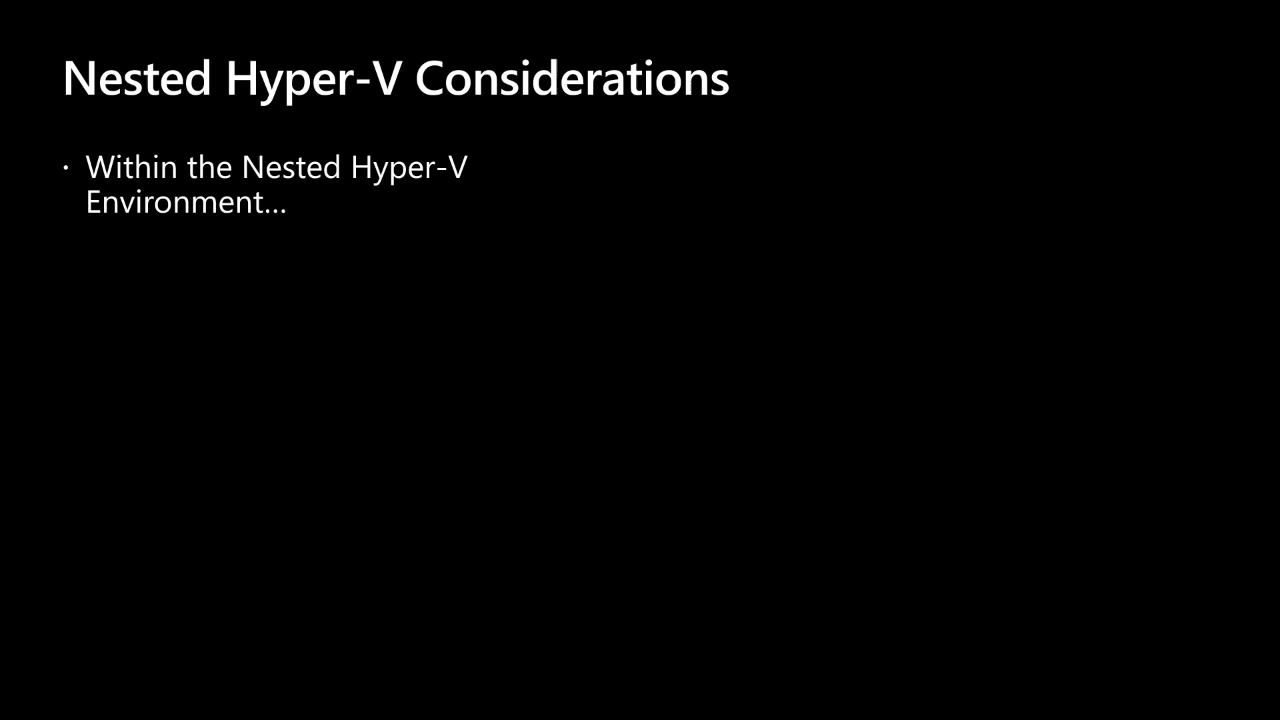 Nested Hyper-V Considerations
· Within the Nested Hyper-V
Environment...